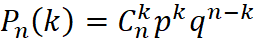 $P_n(k) = C_n^k p^k q^{n-k}$